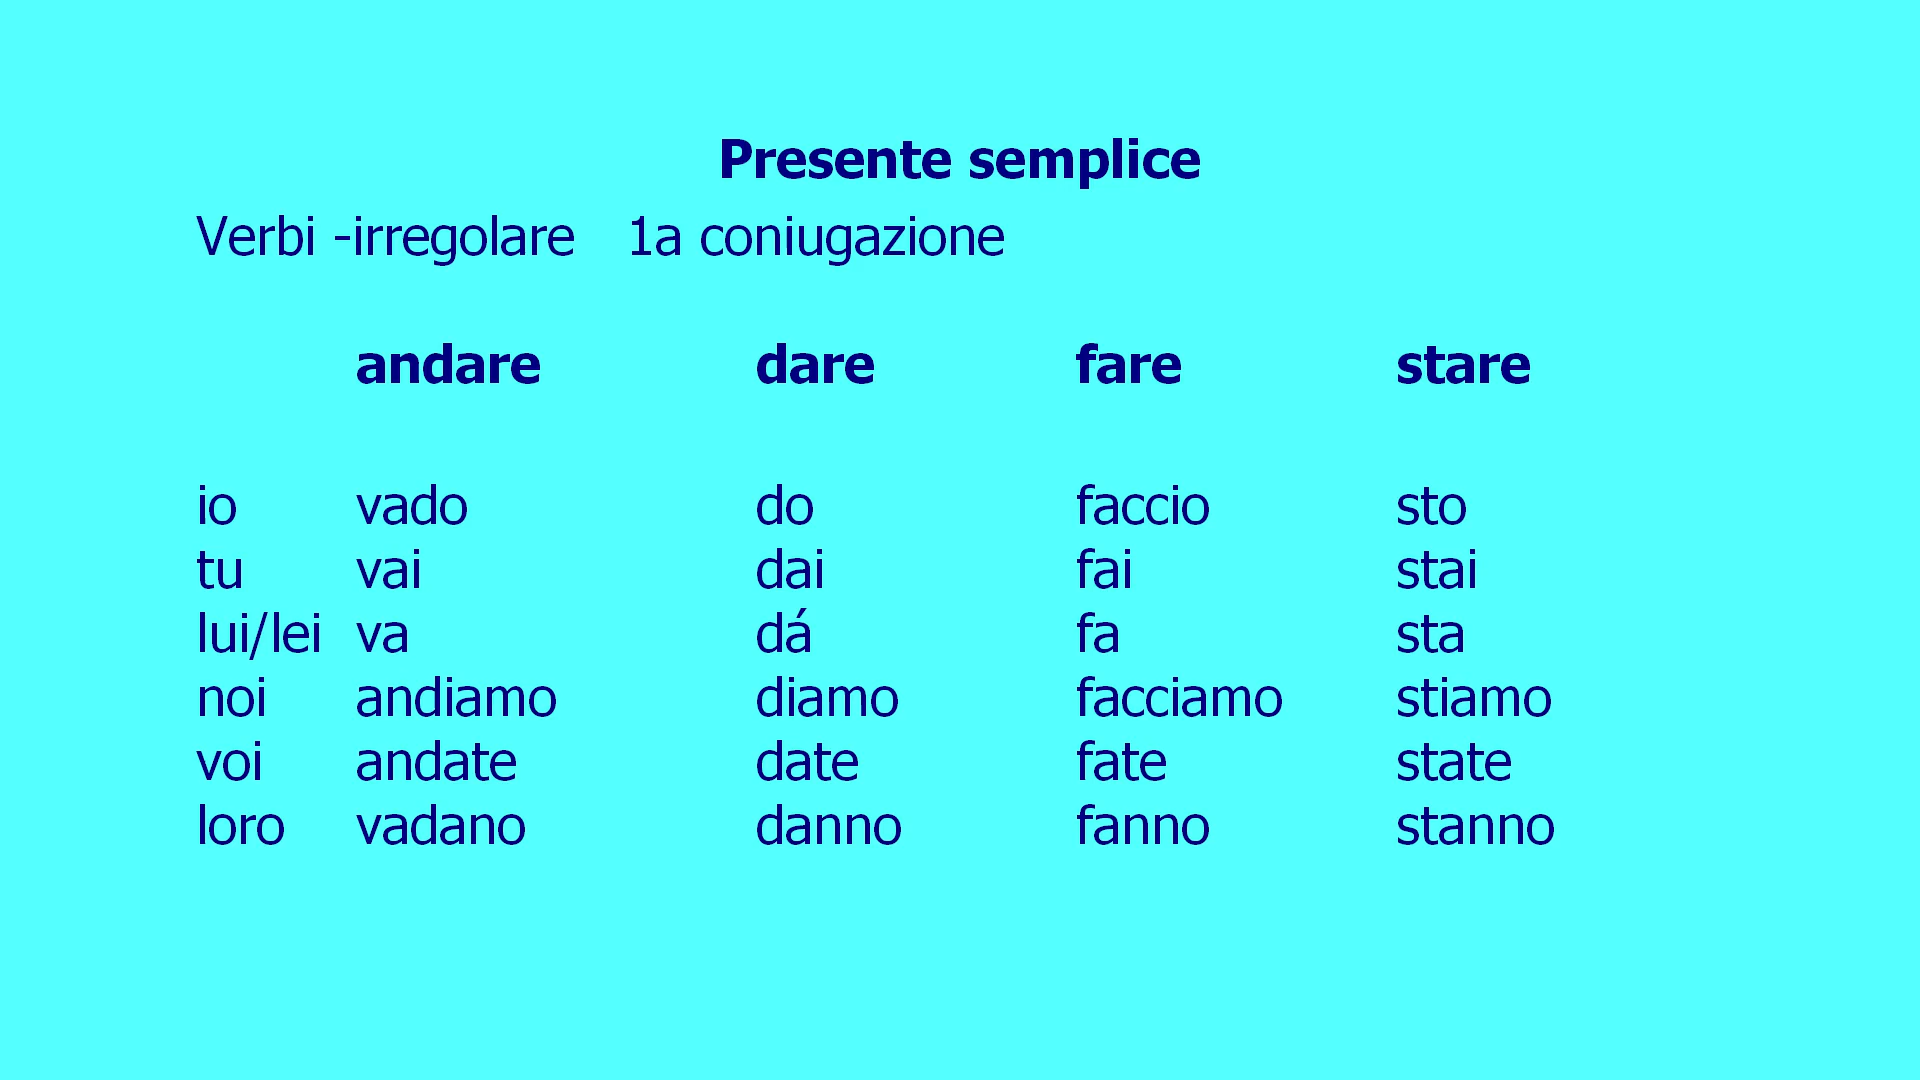 Presente semplice
Verbi -irregolare 1a coniugazione
andare dare fare stare
io vado do faccio sto
tu vai dai fai stai
lui/lei va dá fa sta
noi andiamo diamo facciamo stiamo
voi andate date fate state
loro vadano danno fanno stanno